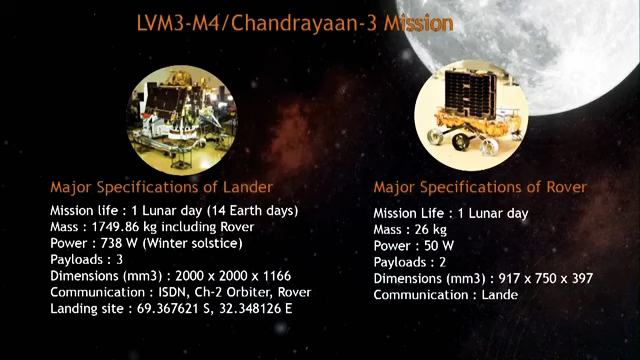 LVM3-M4/Chandrayaan-3 Mission
Major Specifications of Lander
Mission life : 1 Lunar day (14 Earth days)
Mass : 1749.86 kg including Rover
Power : 738 W (Winter solstice)
Payloads : 3
Dimensions (mm3) : 2000 x 2000 x 1166
Communication : ISDN, Ch-2 Orbiter, Rover
Landing site : 69.367621 S, 32.348126 E
Major Specifications of Rover
Mission Life : 1 Lunar day
Mass : 26 kg
Power : 50 W
Payloads : 2
Dimensions (mm3) : 917 x 750 x 397
Communication : Lande